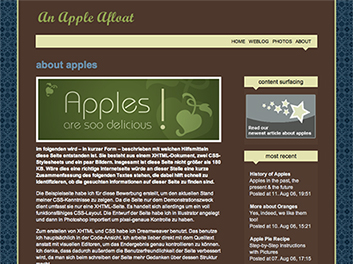 An Apple Afloat
HOME WEBLOG PHOTOS ABOUT
about apples
Apples
are soo delicious !
Im folgenden wird – in kurzer Form – beschrieben mit welchen Hilfsmitteln
diese Seite entstanden ist. Sie besteht aus einem XHTML-Dokument, zwei CSS-
Stylesheets und ein paar Bildern. Insgesamt ist diese Seite nicht größer als 180
KB. Wäre dies eine richtige Internetseite würde an dieser Stelle eine kurze
Zusammenfassung des folgenden Textes stehen, die dabei hilft schnell zu
identifizieren, ob die gesuchten Informationen auf dieser Seite zu finden sind.
Die Beispielseite habe ich für diese Bewerbung erstellt, um den aktuellen Stand
meiner CSS-Kenntnisse zu zeigen. Da die Seite nur dem Demonstrationszweck
dient umfasst sie nur eine XHTML-Seite. Es handelt sich allerdings um ein voll
funktionsfähiges CSS-Layout. Die Entwurf der Seite habe ich in Illustrator angelegt
und dann in Photoshop importiert um pixel-genaue Kontrolle zu haben.
Zum erstellen von XHTML und CSS habe ich Dreamweaver benutzt. Das benutze
ich hauptsächlich in der Code-Ansicht. Ich arbeite lieber direkt mit dem Quelltext
anstatt mit visuellen Editoren, um das Endergebnis genau kontrollieren zu können.
Ich denke, dass dadurch außerdem die Benutzerfreundlichkeit der Seite verbessert
wird, da man sich beim schreiben der Seite mehr Gedanken über dessen Struktur
content surfacing
Read our
newest article about apples
most recent
History of Apples
Apples in the past, the
present & the future
Posted 11. Aug 06, 19:51
More about Oranges
Yes, indeed, we like them
too!
Posted 10. Aug 06, 21:05
Apple Pie Recipe
Step-by-Step Instructions
with Pictures
Posted 07. Aug 06, 17:15